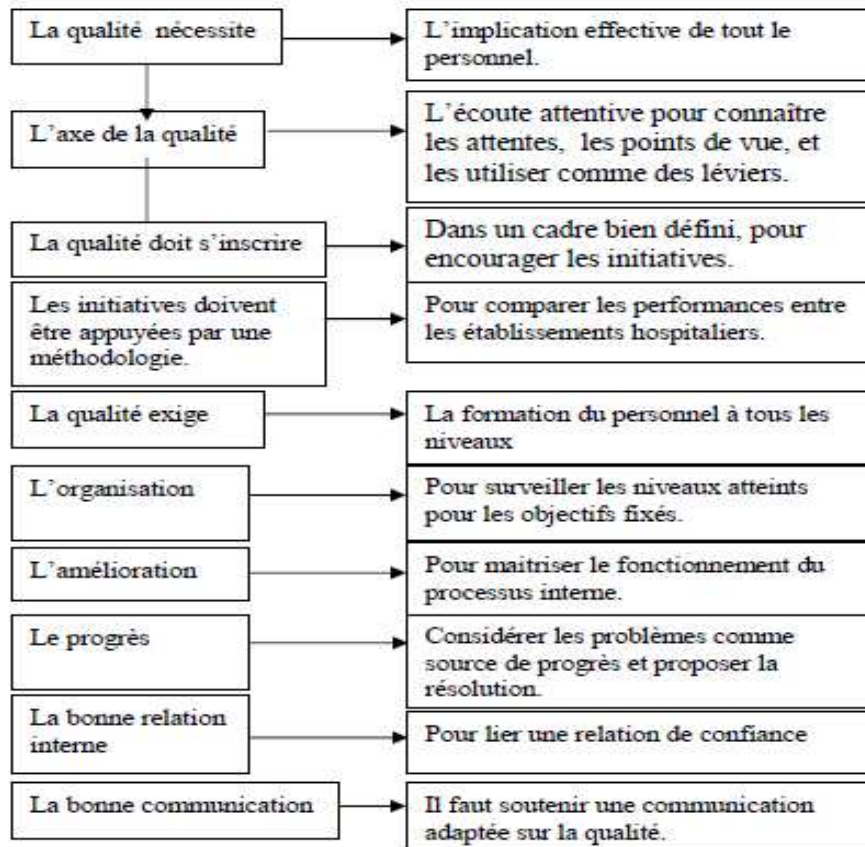 La qualité nécessite
L'implication effective de tout le
personnel.
L'axe de la qualité
L'écoute attentive pour connaître
les attentes, les points de vue, et
les utiliser comme des léviers.
La qualité doit s'inscrire
Dans un cadre bien défini, pour
encourager les initiatives.
Les initiatives doivent
être appuyées par une
méthodologie.
Pour comparer les performances entre
les établissements hospitaliers.
La qualité exige
La formation du personnel à tous les
niveaux
L'organisation
Pour surveiller les niveaux atteints
pour les objectifs fixés.
L'amélioration
Pour maitriser le fonctionnement du
processus interne.
Le progrès
Considérer les problèmes comme
source de progrès et proposer la
résolution.
La bonne relation
interne
Pour lier une relation de confiance
La bonne communication
Il faut soutenir une communication
adaptée sur la qualité.